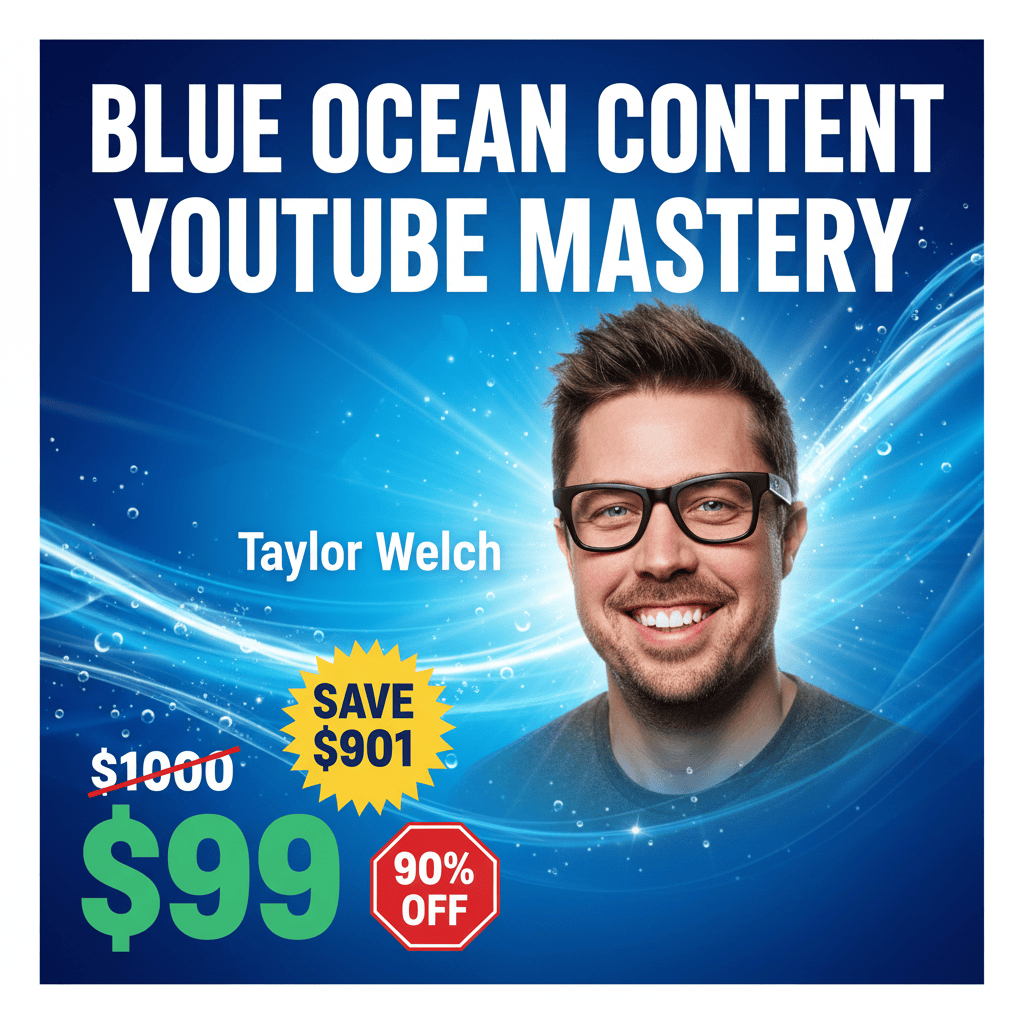 BLUE OCEAN CONTENT
YOUTUBE MASTERY
Taylor Welch
SAVE
$901
$1000
$99
90%
OFF